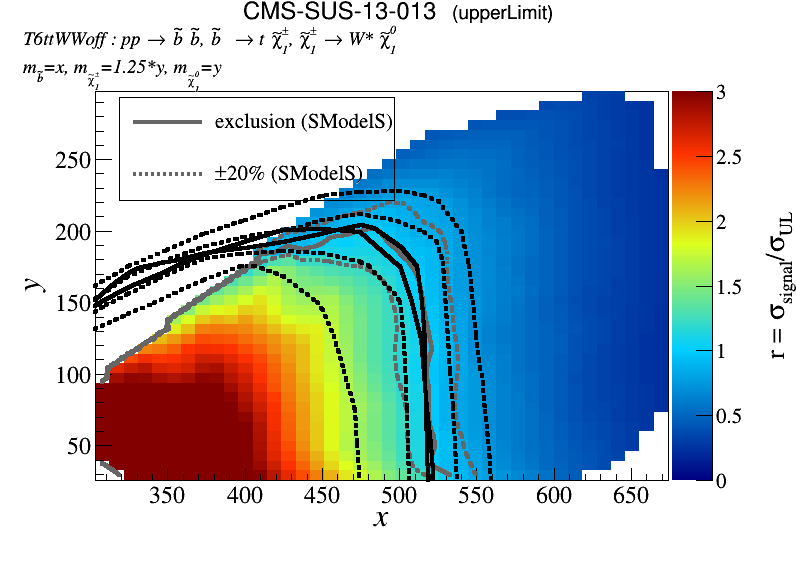 CMS-SUS-13-013 (upperLimit)
T6ttWWoff : pp → b̃ b̃, b̃ → t χ̃₁±, χ̃₁± → W* χ̃₁⁰
m_b̃=x, m_χ̃₁±=1.25*y, m_χ̃₁⁰=y
exclusion (SModelS)
±20% (SModelS)
250
200
150
100
50
y
350 400 450 500 550 600 650
x
3
2.5
2
1.5
1
0.5
0
r = σ_signal/σ_UL